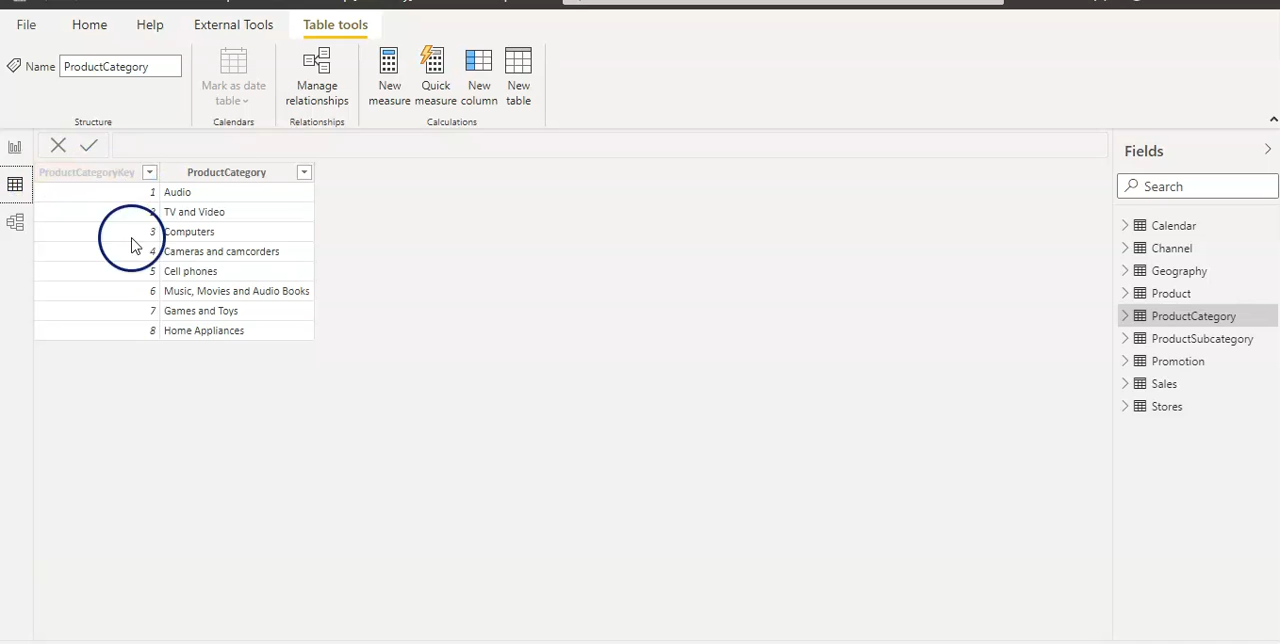 File Home Help External Tools Table tools
Name ProductCategory
Mark as date table
Manage relationships
New measure
Quick measure
New column
New table
Structure Calendars Relationships Calculations
Fields
Search
ProductCategoryKey ProductCategory
1 Audio
2 TV and Video
3 Computers
4 Cameras and camcorders
5 Cell phones
6 Music, Movies and Audio Books
7 Games and Toys
8 Home Appliances
Calendar
Channel
Geography
Product
ProductCategory
ProductSubcategory
Promotion
Sales
Stores